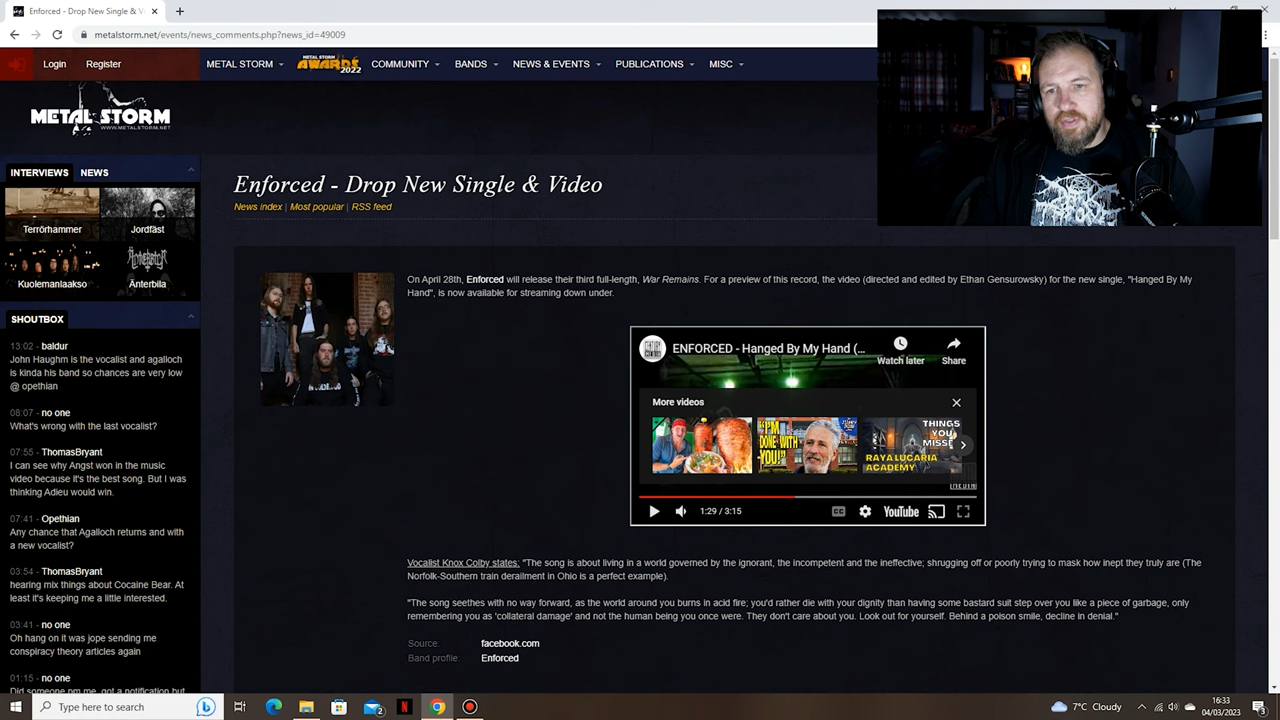 Enforced - Drop New Single & V
metalstorm.net/events/news_comments.php?news_id=49009
Login Register METAL STORM METAL STORM AWARDS 2022 COMMUNITY BANDS NEWS & EVENTS PUBLICATIONS MISC
METAL STORM
WWW.METALSTORM.NET
INTERVIEWS NEWS
Terrörhammer Jordfäst
Kuolemanlaakso Änterbila
SHOUTBOX
13:02 - baldur
John Haughm is the vocalist and agalloch
is kinda his band so chances are very low
@ opethian
08:07 - no one
What's wrong with the last vocalist?
07:55 - ThomasBryant
I can see why Angst won in the music
video because it's the best song. But I was
thinking Adieu would win.
07:41 - Opethian
Any chance that Agalloch returns and with
a new vocalist?
03:54 - ThomasBryant
hearing mix things about Cocaine Bear. At
least it's keeping me a little interested.
03:41 - no one
Oh hang on it was jope sending me
conspiracy theory articles again
01:15 - no one
Did someone pm me, got a notification but
Enforced - Drop New Single & Video
News index | Most popular | RSS feed
On April 28th, Enforced will release their third full-length, War Remains. For a preview of this record, the video (directed and edited by Ethan Gensurowsky) for the new single, "Hanged By My
Hand", is now available for streaming down under.
ENFORCED - Hanged By My Hand (...
Watch later Share
More videos
"I'M DONE WITH YOU!"
THINGS
YOU
MISSE
RAYA LUCARIA
ACADEMY
1:29 / 3:15 CC YouTube
Vocalist Knox Colby states: "The song is about living in a world governed by the ignorant, the incompetent and the ineffective; shrugging off or poorly trying to mask how inept they truly are (The
Norfolk-Southern train derailment in Ohio is a perfect example).
"The song seethes with no way forward, as the world around you burns in acid fire; you'd rather die with your dignity than having some bastard suit step over you like a piece of garbage, only
remembering you as 'collateral damage' and not the human being you once were. They don't care about you. Look out for yourself. Behind a poison smile, decline in denial."
Source: facebook.com
Band profile: Enforced
Type here to search
7°C Cloudy
16:33
04/03/2023